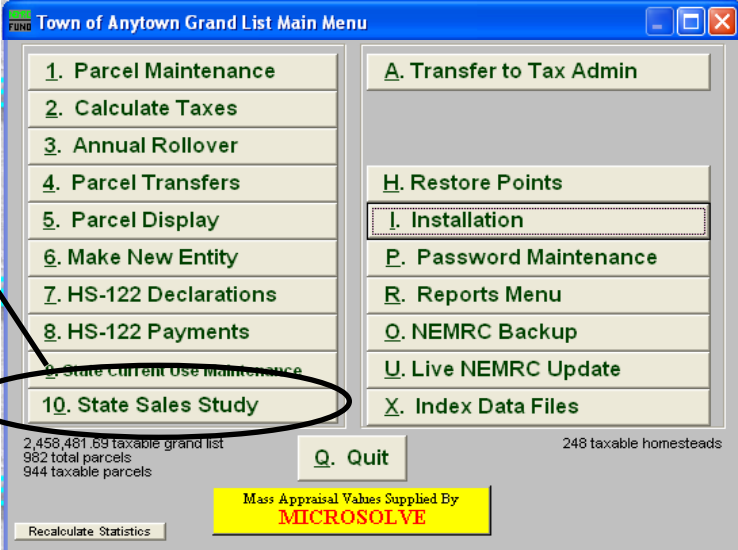 FUND Town of Anytown Grand List Main Menu
1. Parcel Maintenance
2. Calculate Taxes
3. Annual Rollover
4. Parcel Transfers
5. Parcel Display
6. Make New Entity
7. HS-122 Declarations
8. HS-122 Payments
9. State Current Use Maintenance
10. State Sales Study
A. Transfer to Tax Admin
H. Restore Points
I. Installation
P. Password Maintenance
R. Reports Menu
O. NEMRC Backup
U. Live NEMRC Update
X. Index Data Files
2,458,481.69 taxable grand list
982 total parcels
944 taxable parcels
Q. Quit
248 taxable homesteads
Mass Appraisal Values Supplied By
MICROSOLVE
Recalculate Statistics